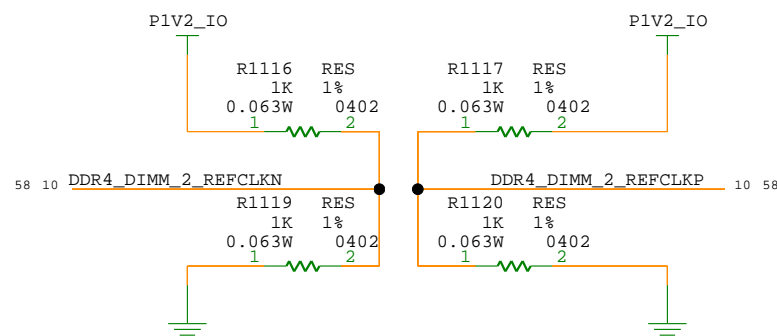 P1V2_IO P1V2_IO
R1116 RES R1117 RES
1K 1% 1K 1%
0.063W 0402 0.063W 0402
1 2 1 2
58 10 DDR4_DIMM_2_REFCLKN DDR4_DIMM_2_REFCLKP 10 58
R1119 RES R1120 RES
1K 1% 1K 1%
0.063W 0402 0.063W 0402
1 2 1 2